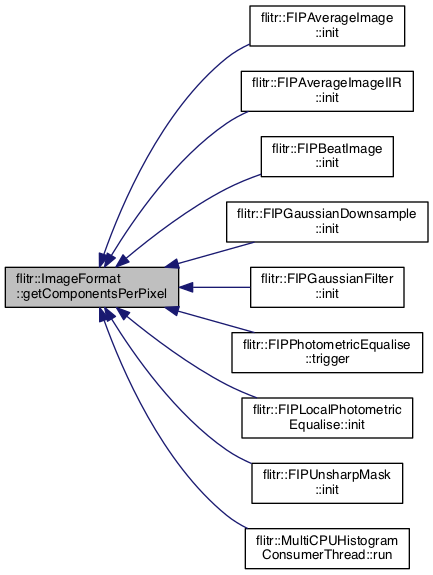 flitr::FIPAverageImage
::init
flitr::FIPAverageImageIIR
::init
flitr::FIPBeatImage
::init
flitr::FIPGaussianDownsample
::init
flitr::ImageFormat
::getComponentsPerPixel
flitr::FIPGaussianFilter
::init
flitr::FIPPhotometricEqualise
::trigger
flitr::FIPLocalPhotometric
Equalise::init
flitr::FIPUnsharpMask
::init
flitr::MultiCPUHistogram
ConsumerThread::run